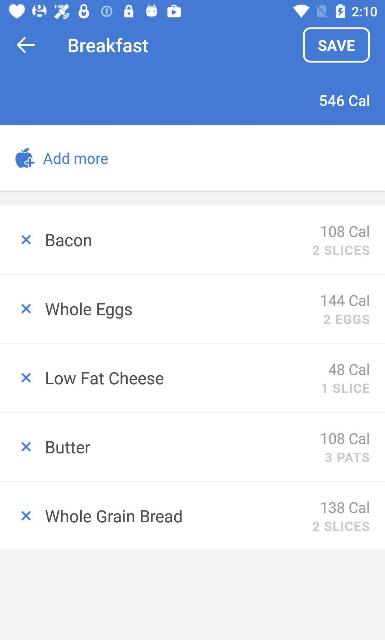 2:10
Breakfast
SAVE
546 Cal
Add more
Bacon
108 Cal
2 SLICES
Whole Eggs
144 Cal
2 EGGS
Low Fat Cheese
48 Cal
1 SLICE
Butter
108 Cal
3 PATS
Whole Grain Bread
138 Cal
2 SLICES